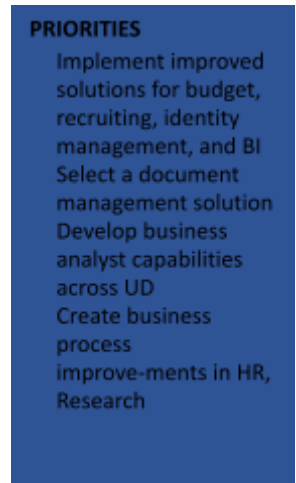 PRIORITIES
Implement improved
solutions for budget,
recruiting, identity
management, and BI
Select a document
management solution
Develop business
analyst capabilities
across UD
Create business
process
improve-ments in HR,
Research